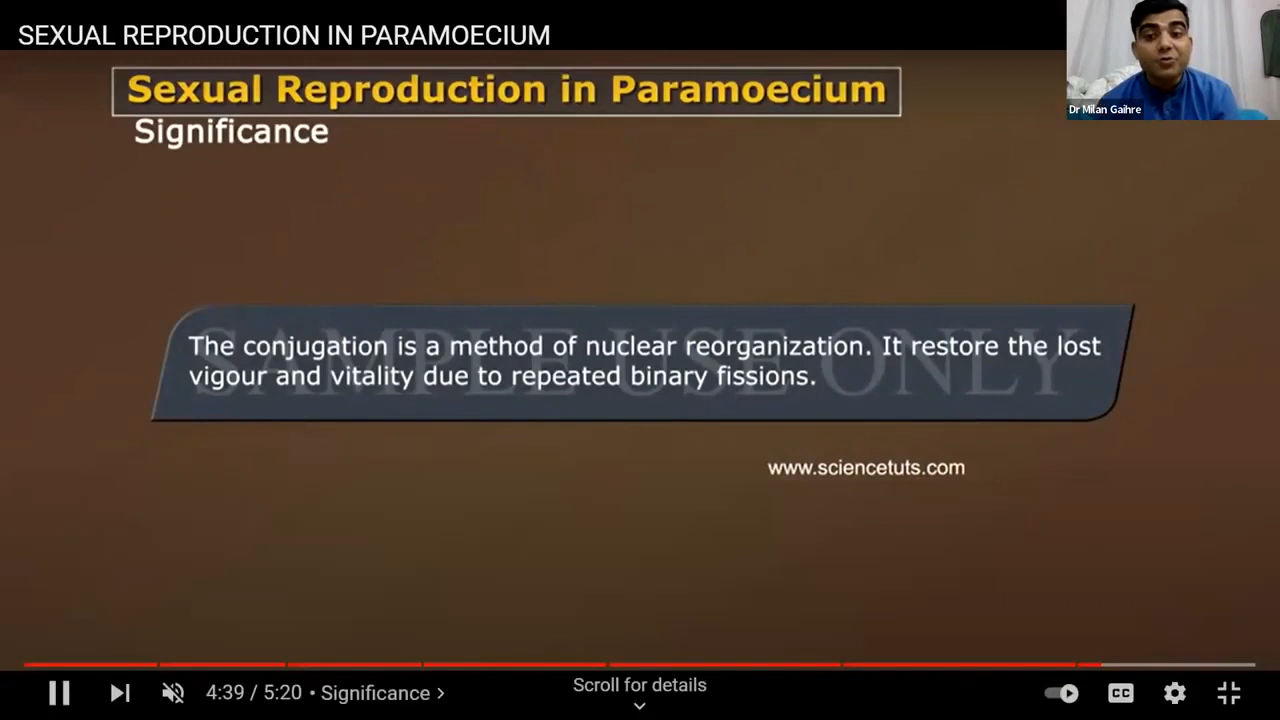 SEXUAL REPRODUCTION IN PARAMOECIUM
Dr Milan Gaihre
Sexual Reproduction in Paramoecium
Significance
SAMPLE USE ONLY
The conjugation is a method of nuclear reorganization. It restore the lost
vigour and vitality due to repeated binary fissions.
www.sciencetuts.com
4:39 / 5:20 • Significance >
Scroll for details
CC